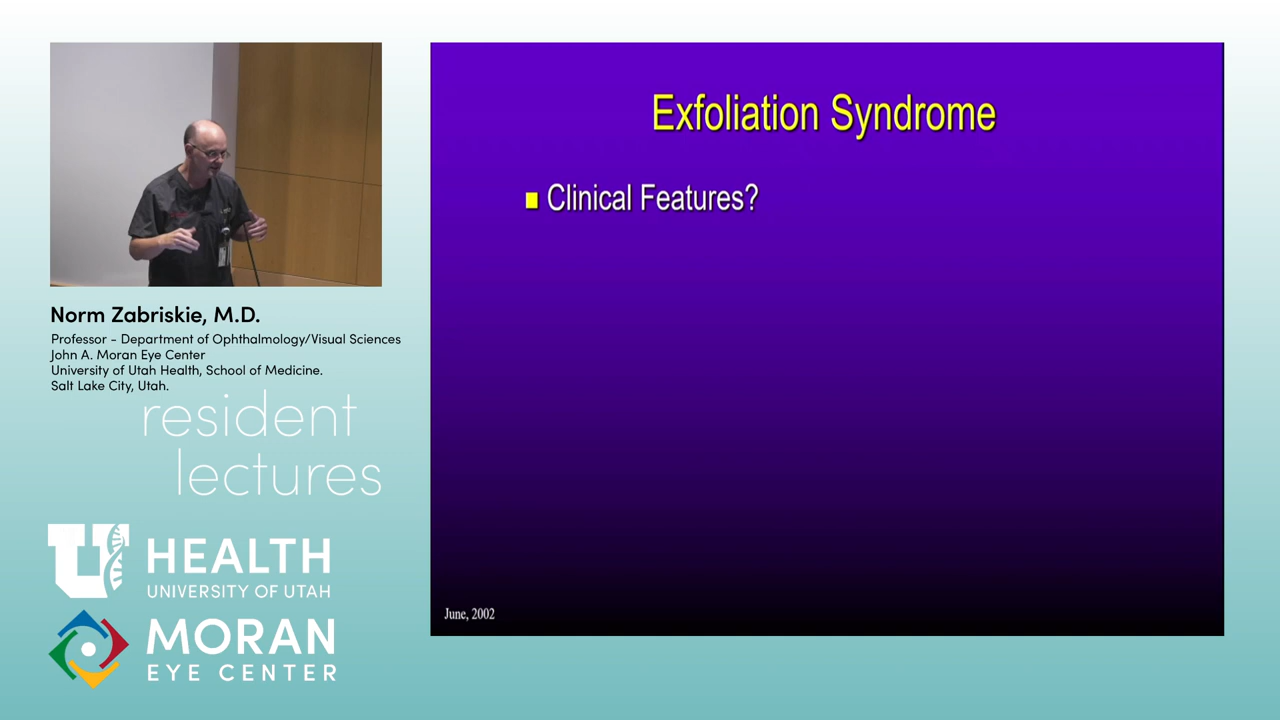 Exfoliation Syndrome
Clinical Features?
June, 2002
Norm Zabriskie, M.D.
Professor - Department of Ophthalmology/Visual Sciences
John A. Moran Eye Center
University of Utah Health, School of Medicine.
Salt Lake City, Utah.
resident
lectures
U
HEALTH
UNIVERSITY OF UTAH
MORAN
EYE CENTER